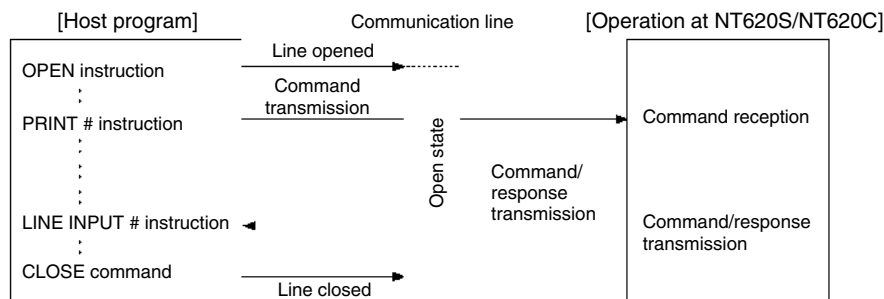 [Host program]
Communication line
[Operation at NT620S/NT620C]
OPEN instruction
Line opened
Command
transmission
PRINT # instruction
Command reception
Open state
Command/
response
transmission
LINE INPUT # instruction
Command/response
transmission
CLOSE command
Line closed